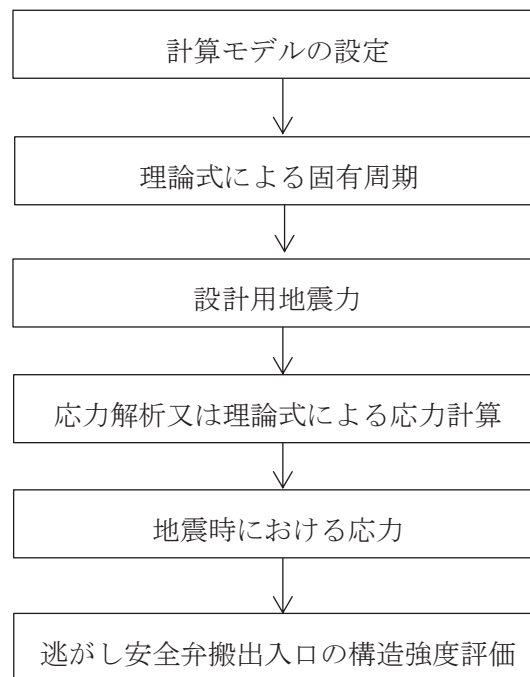 計算モデルの設定
理論式による固有周期
設計用地震力
応力解析又は理論式による応力計算
地震時における応力
逃がし安全弁搬出入口の構造強度評価